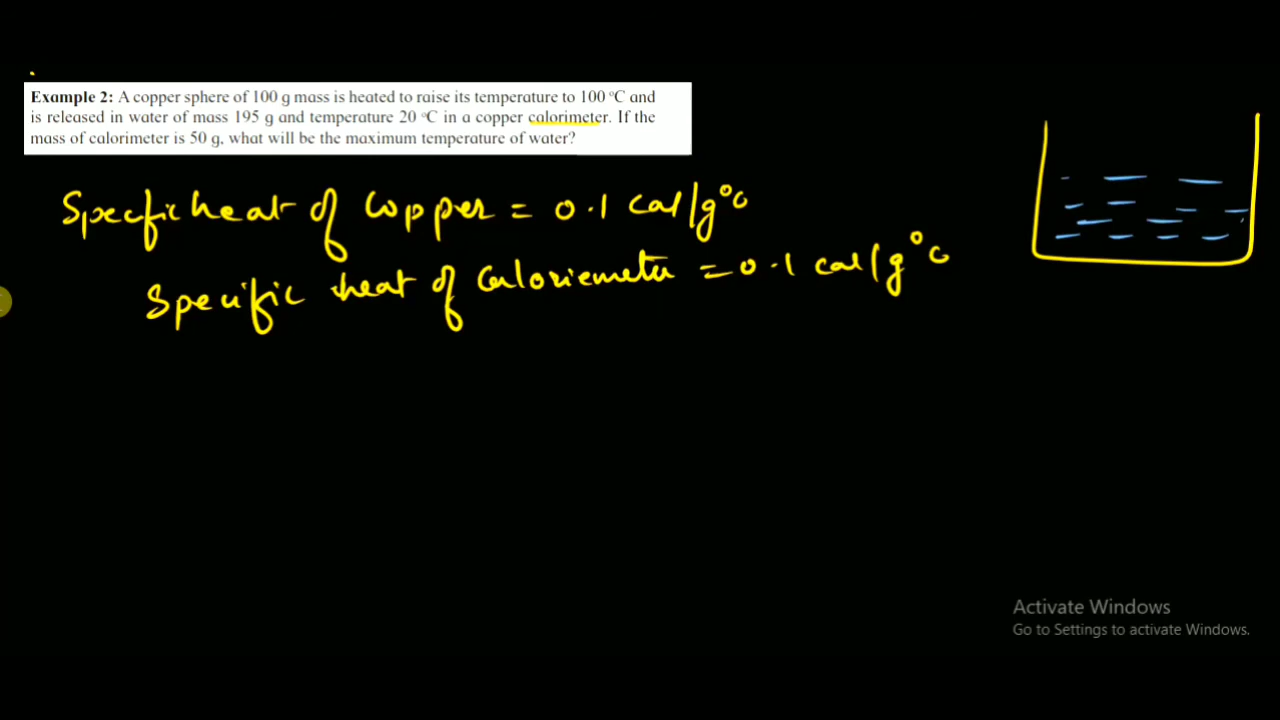 Example 2: A copper sphere of 100 g mass is heated to raise its temperature to 100 °C and
is released in water of mass 195 g and temperature 20 °C in a copper calorimeter. If the
mass of calorimeter is 50 g, what will be the maximum temperature of water?
Specfic heat of copper = 0.1 cal/g°c
Specific heat of Caloriemeter = 0.1 cal/g°c
Activate Windows
Go to Settings to activate Windows.